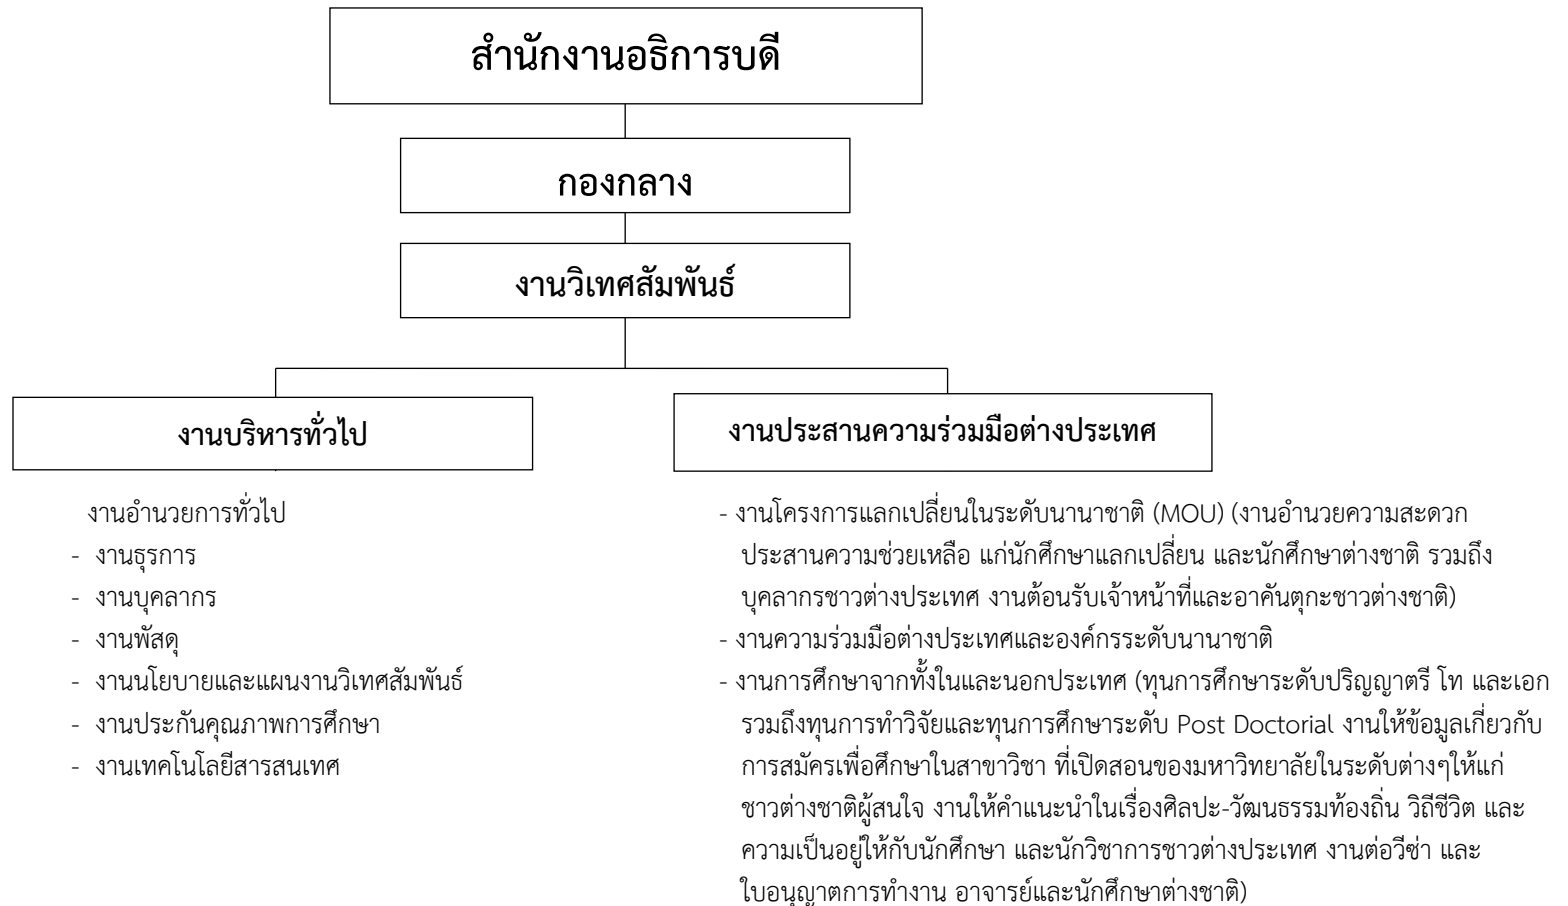 สำนักงานอธิการบดี
กองกลาง
งานวิเทศสัมพันธ์
งานบริหารทั่วไป
งานอำนวยการทั่วไป
- งานธุรการ
- งานบุคลากร
- งานพัสดุ
- งานนโยบายและแผนงานวิเทศสัมพันธ์
- งานประกันคุณภาพการศึกษา
- งานเทคโนโลยีสารสนเทศ
งานประสานความร่วมมือต่างประเทศ
- งานโครงการแลกเปลี่ยนในระดับนานาชาติ (MOU) (งานอำนวยความสะดวก
ประสานความช่วยเหลือ แก่นักศึกษาแลกเปลี่ยน และนักศึกษาต่างชาติ รวมถึง
บุคลากรชาวต่างประเทศ งานต้อนรับเจ้าหน้าที่และอาคันตุกะชาวต่างชาติ)
- งานความร่วมมือต่างประเทศและองค์กรระดับนานาชาติ
- งานการศึกษาจากทั้งในและนอกประเทศ (ทุนการศึกษาระดับปริญญาตรี โท และเอก
รวมถึงทุนการทำวิจัยและทุนการศึกษาระดับ Post Doctorial งานให้ข้อมูลเกี่ยวกับ
การสมัครเพื่อศึกษาในสาขาวิชา ที่เปิดสอนของมหาวิทยาลัยในระดับต่างๆให้แก่
ชาวต่างชาติผู้สนใจ งานให้คำแนะนำในเรื่องศิลปะ-วัฒนธรรมท้องถิ่น วิถีชีวิต และ
ความเป็นอยู่ให้กับนักศึกษา และนักวิชาการชาวต่างประเทศ งานต่อวีซ่า และ
ใบอนุญาตการทำงาน อาจารย์และนักศึกษาต่างชาติ)